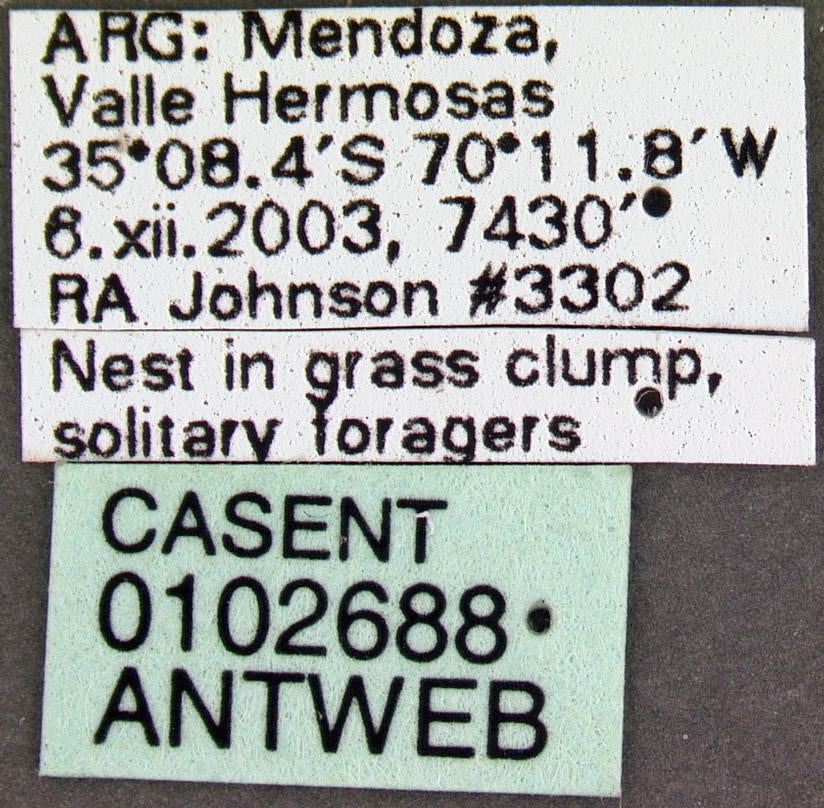 ARG: Mendoza,
Valle Hermosas
35°08.4′S 70°11.8′W
6.xii.2003, 7430′
RA Johnson #3302
Nest in grass clump,
solitary foragers
CASENT
0102688
ANTWEB